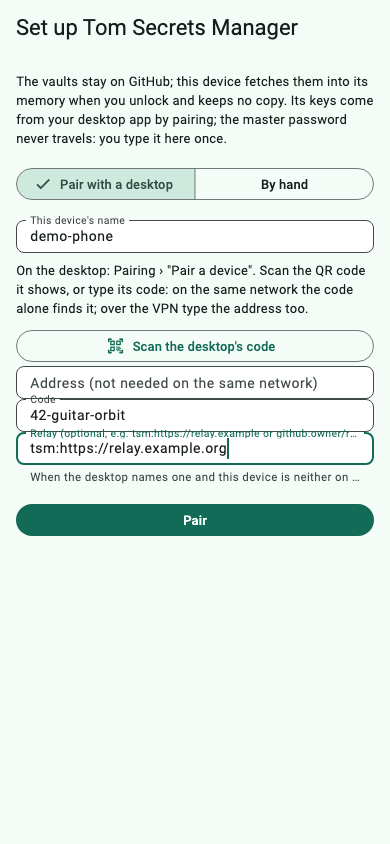 Set up Tom Secrets Manager
The vaults stay on GitHub; this device fetches them into its
memory when you unlock and keeps no copy. Its keys come
from your desktop app by pairing; the master password
never travels: you type it here once.
Pair with a desktop
By hand
This device's name
demo-phone
On the desktop: Pairing › "Pair a device". Scan the QR code
it shows, or type its code: on the same network the code
alone finds it; over the VPN type the address too.
Scan the desktop's code
Address (not needed on the same network)
Code
42-guitar-orbit
Relay (optional, e.g. tsm:https://relay.example or github:owner/r...
tsm:https://relay.example.org
When the desktop names one and this device is neither on ...
Pair